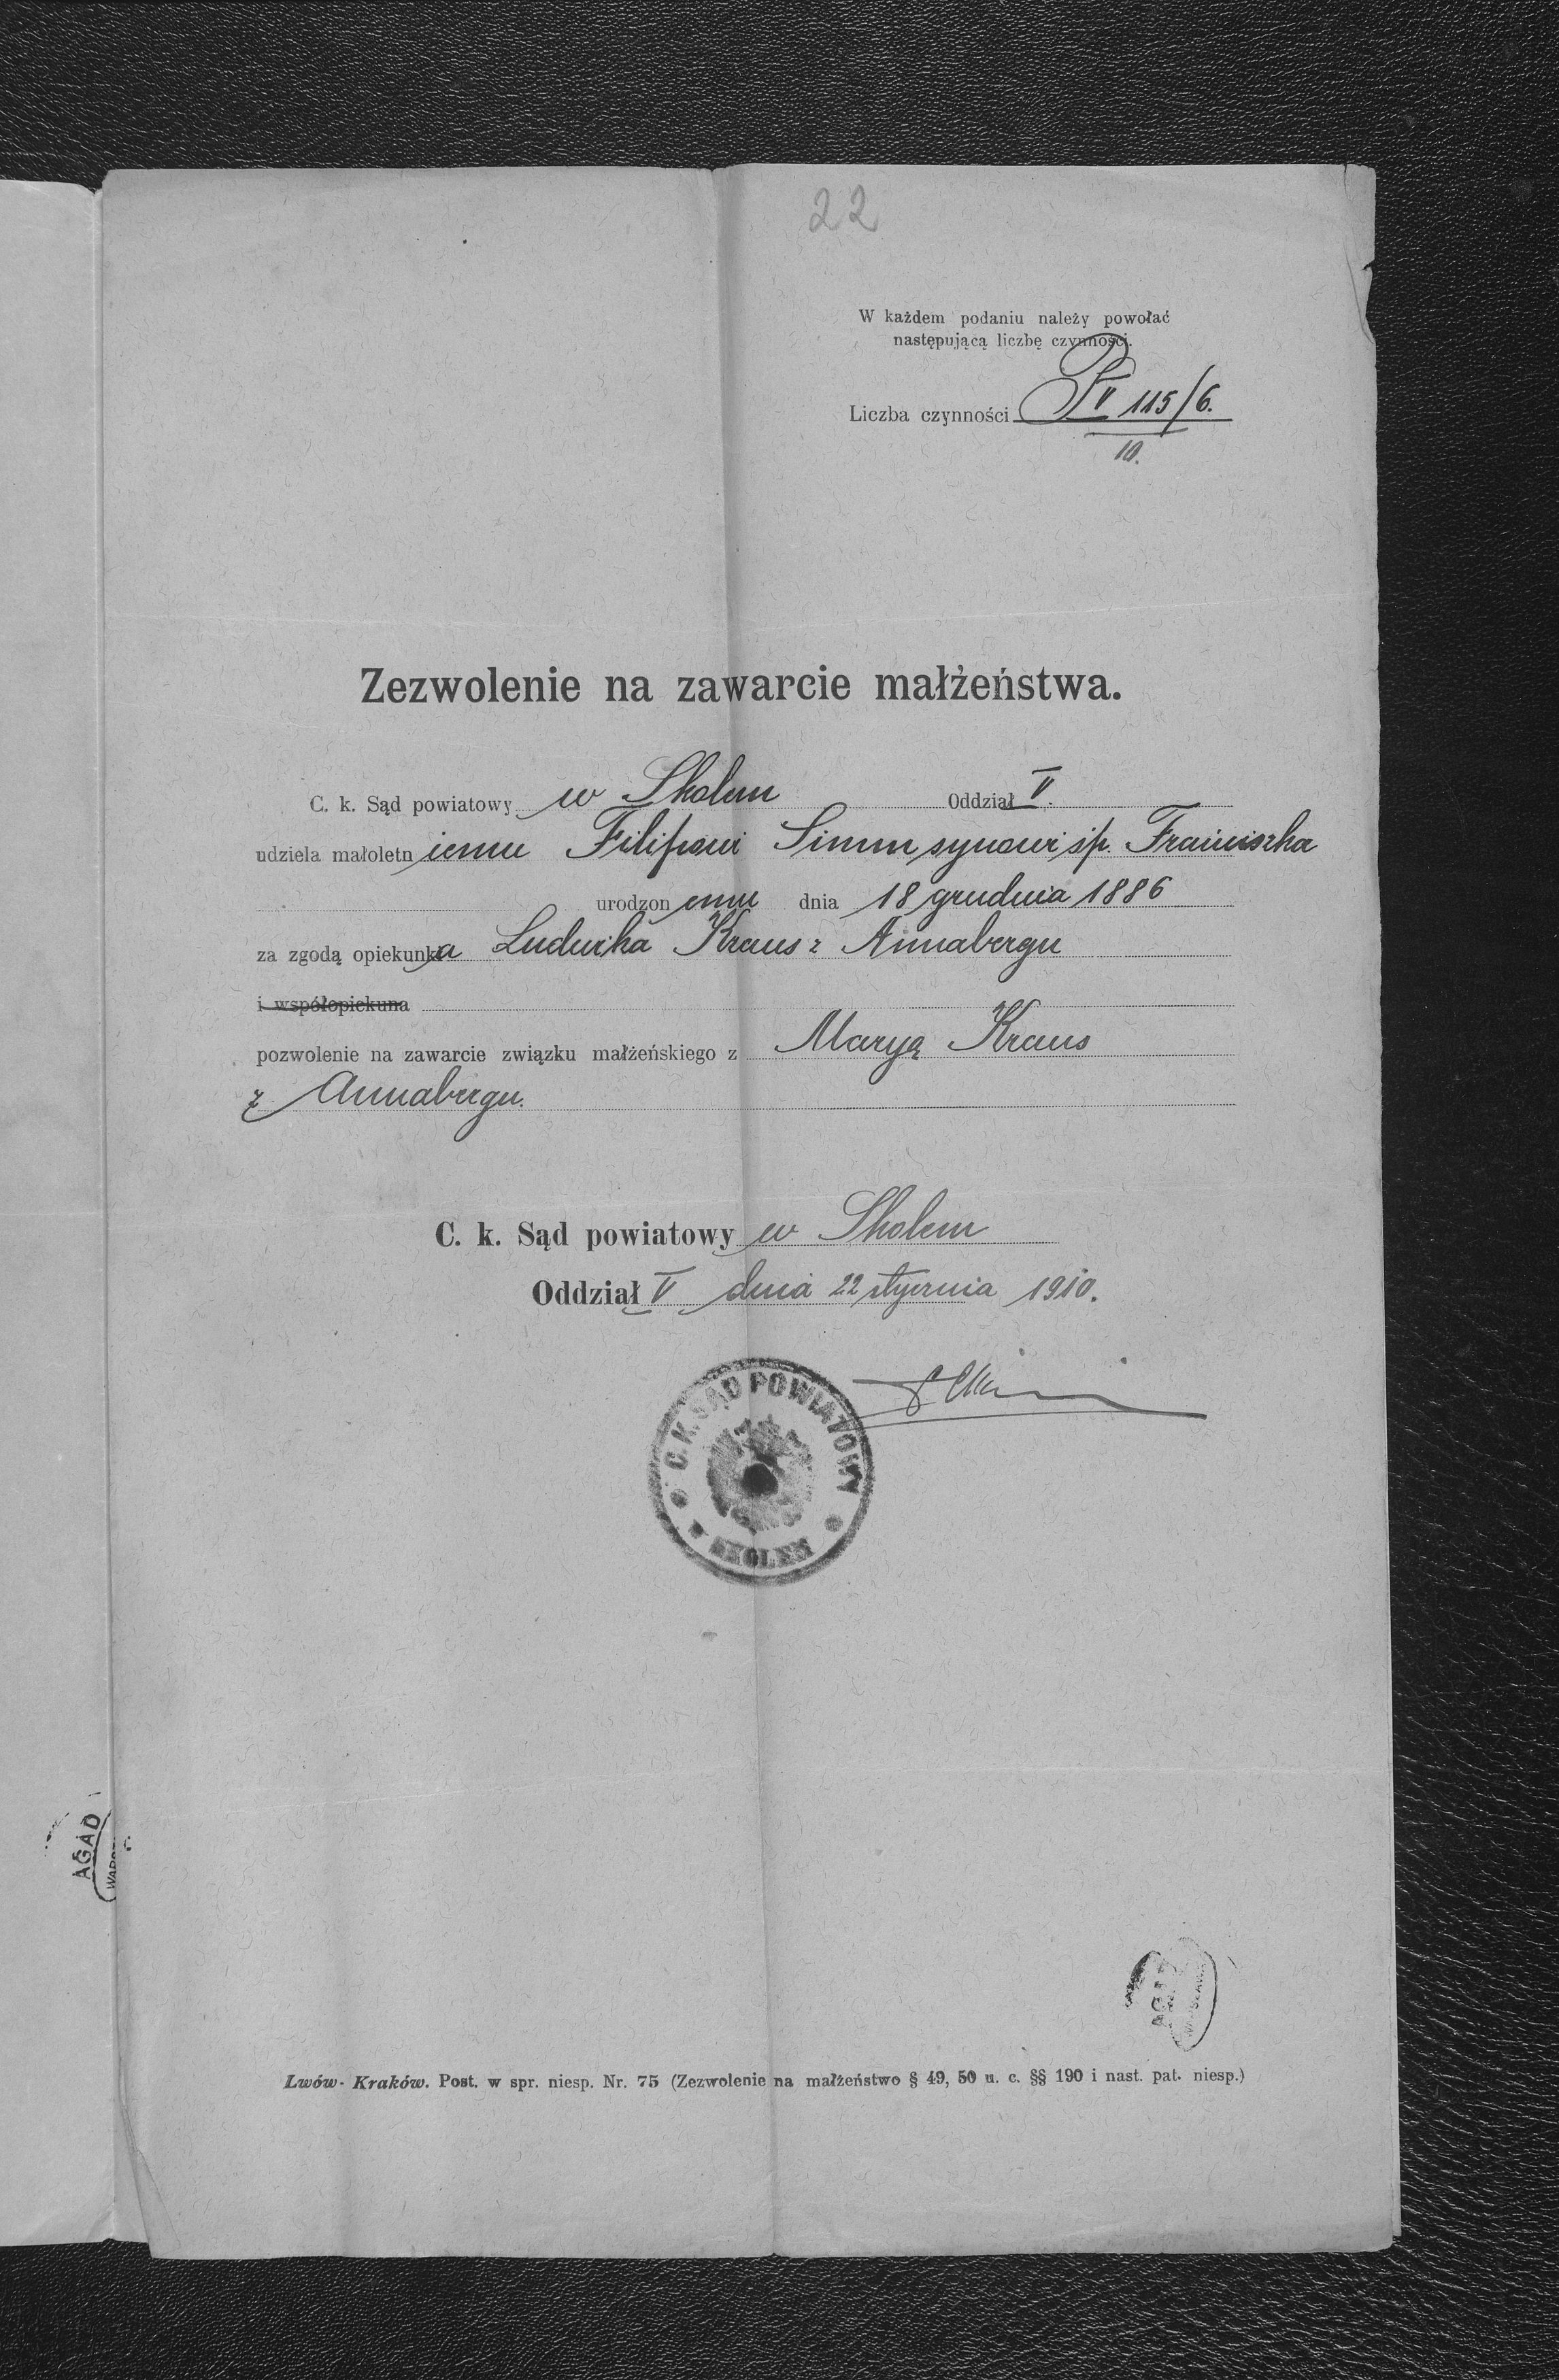 22
W każdem podaniu należy powołać
następującą liczbę czynności.
Liczba czynności P V 115/6.
10.
Zezwolenie na zawarcie małżeństwa.
C. k. Sąd powiatowy w Skolem Oddział V.
udziela małoletniemu Filipowi Simm synowi śp. Franciszka
urodzonemu dnia 18 grudnia 1886
za zgodą opiekuna Ludwika Kraus z Annabergu
i współopiekuna
pozwolenie na zawarcie związku małżeńskiego z Maryą Kraus
z Annabergu.
C. k. Sąd powiatowy w Skolem
Oddział V dnia 22 stycznia 1910.
C. K. SĄD POWIATOWY
SKOLEM
AGAD
AGAD
Lwów-Kraków. Post. w spr. niesp. Nr. 75 (Zezwolenie na małżeństwo § 49, 50 u. c. §§ 190 i nast. pat. niesp.)